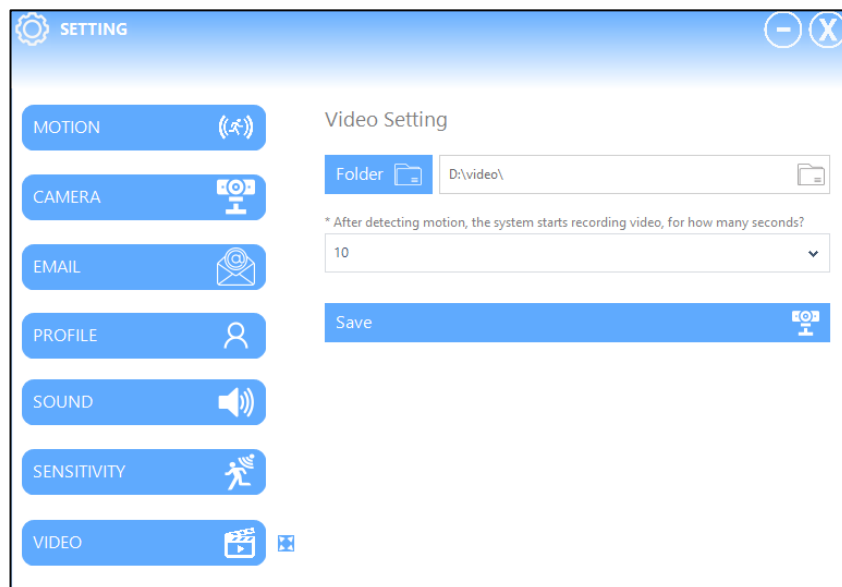 SETTING
MOTION
CAMERA
EMAIL
PROFILE
SOUND
SENSITIVITY
VIDEO
Video Setting
Folder
D:\video\
* After detecting motion, the system starts recording video, for how many seconds?
10
Save